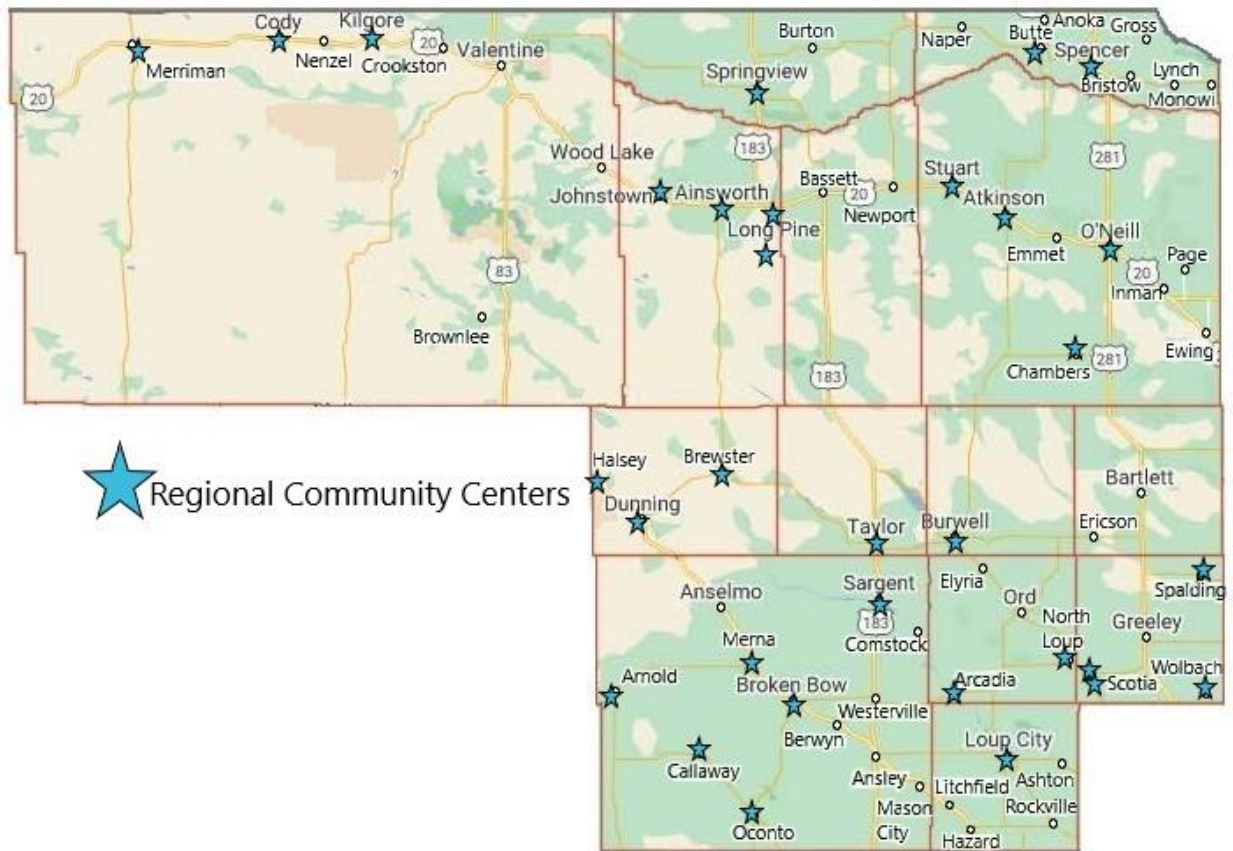 Cody
Kilgore
20
Merriman
Nenzel
Crookston
Valentine
Burton
Naper
Butte
Anoka
Gross
Spencer
Springview
Bristow
Lynch
Monowi
20
183
281
Wood Lake
Johnstown
Ainsworth
Long Pine
Bassett
20
Newport
Stuart
Atkinson
O'Neill
Emmet
Page
20
Inman
Ewing
83
Brownlee
183
Chambers
281
Regional Community Centers
Halsey
Brewster
Dunning
Taylor
Burwell
Bartlett
Ericson
Anselmo
Sargent
183
Comstock
Elyria
Ord
North
Loup
Spalding
Greeley
Merna
Arnold
Broken Bow
Westerville
Berwyn
Arcadia
Scotia
Wolbach
Callaway
Ansley
Mason
City
Oconto
Loup City
Litchfield
Ashton
Rockville
Hazard